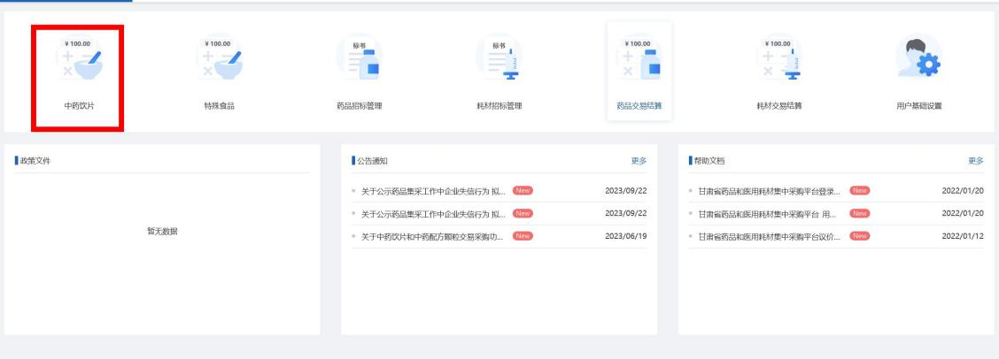 ¥ 100.00
¥ 100.00
标书
标书
¥ 100.00
¥ 100.00
中药饮片
特殊食品
药品招标管理
耗材招标管理
药品交易结算
耗材交易结算
用户基础设置
政策文件
暂无数据
公告通知 更多
关于公示药品集采工作中企业失信行为 拟... New 2023/09/22
关于公示药品集采工作中企业失信行为 拟... New 2023/09/22
关于中药饮片和中药配方颗粒交易采购功... New 2023/06/19
帮助文档 更多
甘肃省药品和医用耗材集中采购平台登录... New 2022/01/20
甘肃省药品和医用耗材集中采购平台 用... New 2022/01/20
甘肃省药品和医用耗材集中采购平台议价... New 2022/01/12